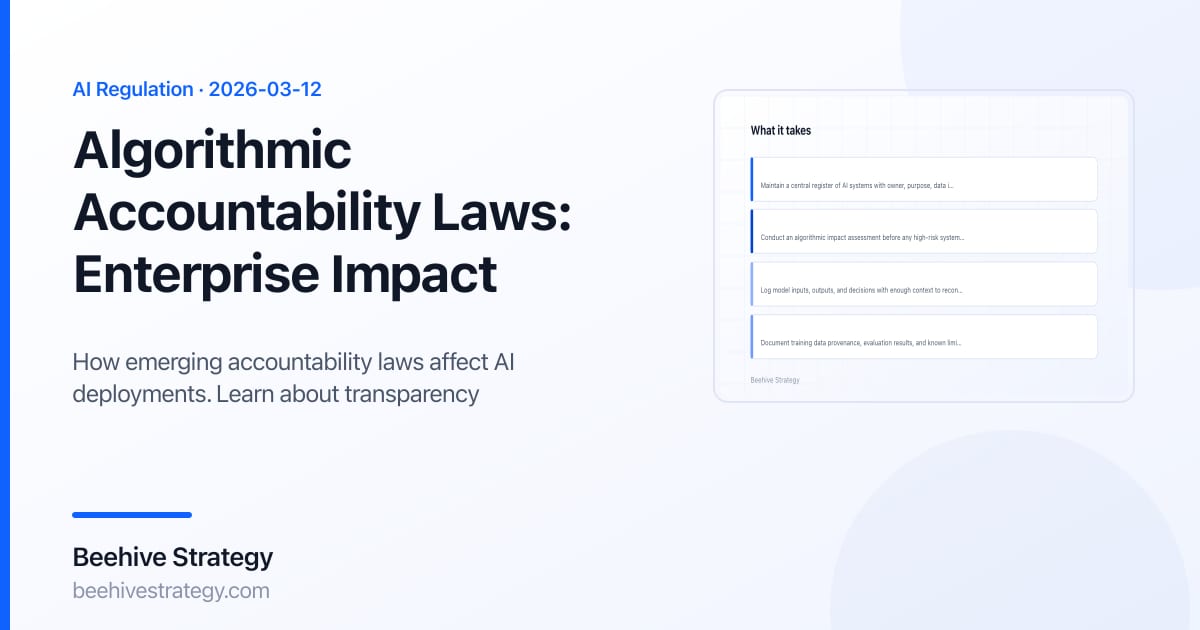 AI Regulation · 2026-03-12
Algorithmic
Accountability Laws:
Enterprise Impact
How emerging accountability laws affect AI
deployments. Learn about transparency
Beehive Strategy
beehivestrategy.com
What it takes
Maintain a central register of AI systems with owner, purpose, data i...
Conduct an algorithmic impact assessment before any high-risk system...
Log model inputs, outputs, and decisions with enough context to recon...
Document training data provenance, evaluation results, and known limi...
Beehive Strategy